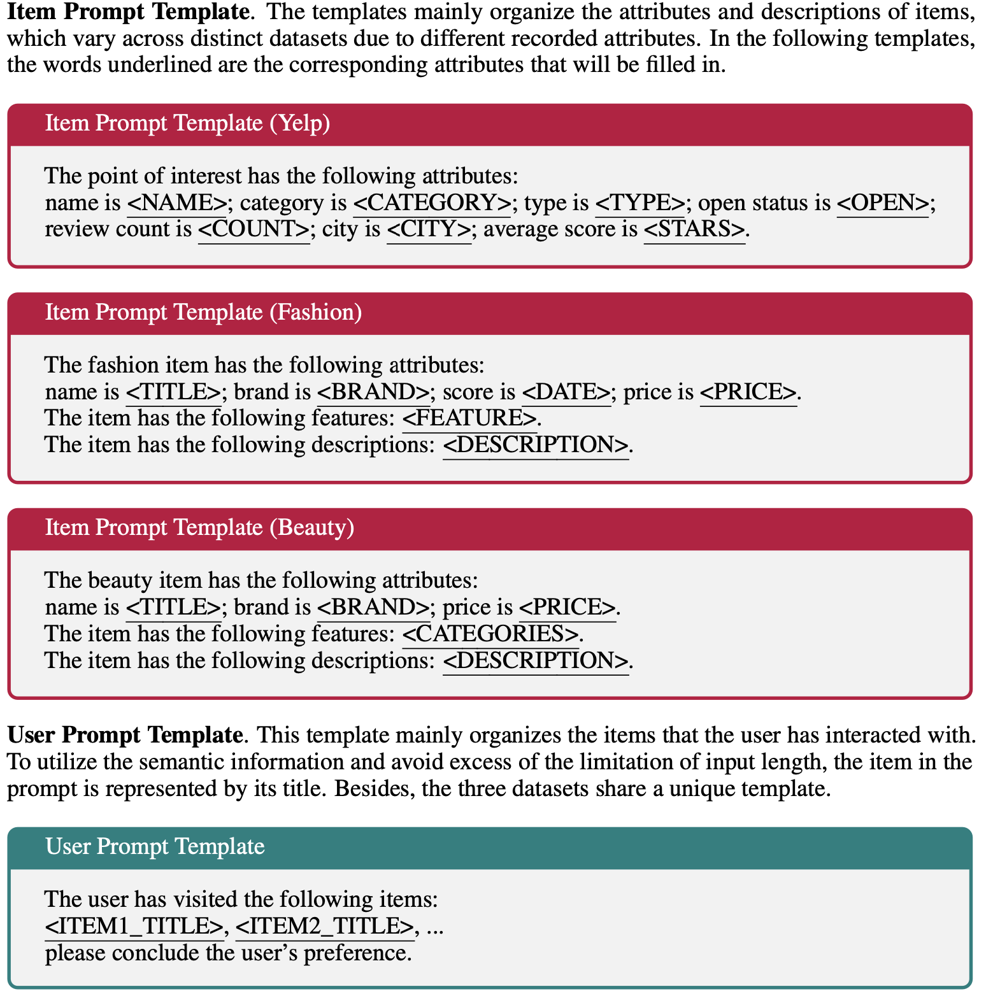 Item Prompt Template. The templates mainly organize the attributes and descriptions of items,
which vary across distinct datasets due to different recorded attributes. In the following templates,
the words underlined are the corresponding attributes that will be filled in.
Item Prompt Template (Yelp)
The point of interest has the following attributes:
name is <NAME>; category is <CATEGORY>; type is <TYPE>; open status is <OPEN>;
review count is <COUNT>; city is <CITY>; average score is <STARS>.
Item Prompt Template (Fashion)
The fashion item has the following attributes:
name is <TITLE>; brand is <BRAND>; score is <DATE>; price is <PRICE>.
The item has the following features: <FEATURE>.
The item has the following descriptions: <DESCRIPTION>.
Item Prompt Template (Beauty)
The beauty item has the following attributes:
name is <TITLE>; brand is <BRAND>; price is <PRICE>.
The item has the following features: <CATEGORIES>.
The item has the following descriptions: <DESCRIPTION>.
User Prompt Template. This template mainly organizes the items that the user has interacted with.
To utilize the semantic information and avoid excess of the limitation of input length, the item in the
prompt is represented by its title. Besides, the three datasets share a unique template.
User Prompt Template
The user has visited the following items:
<ITEM1_TITLE>, <ITEM2_TITLE>, ...
please conclude the user’s preference.